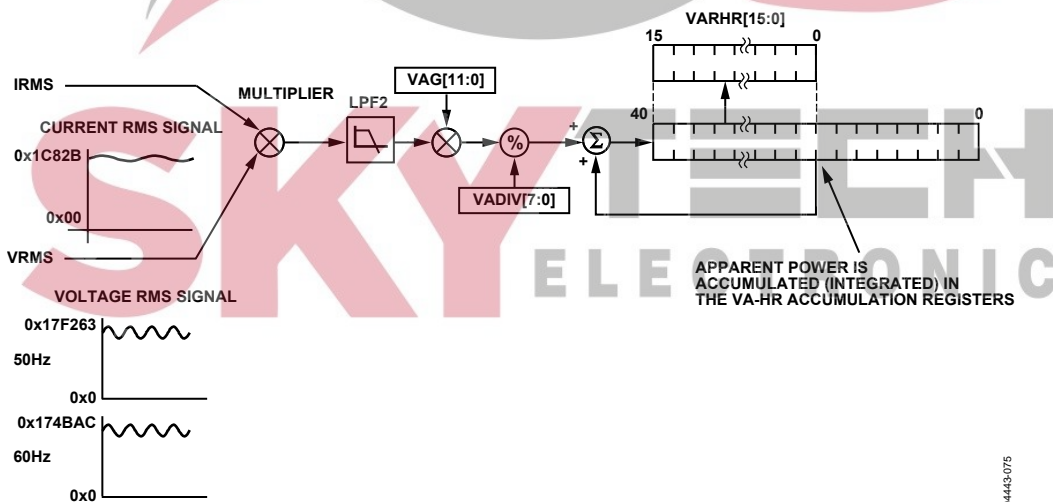 VARHR[15:0]
15 0
IRMS
MULTIPLIER
VAG[11:0]
LPF2
40 0
CURRENT RMS SIGNAL
0x1C82B
%
+
Σ
+
VADIV[7:0]
0x00
VRMS
APPARENT POWER IS
ACCUMULATED (INTEGRATED) IN
THE VA-HR ACCUMULATION REGISTERS
VOLTAGE RMS SIGNAL
0x17F263
50Hz
0x0
0x174BAC
60Hz
0x0
SKYTECH
ELECTRONIC
04443-075